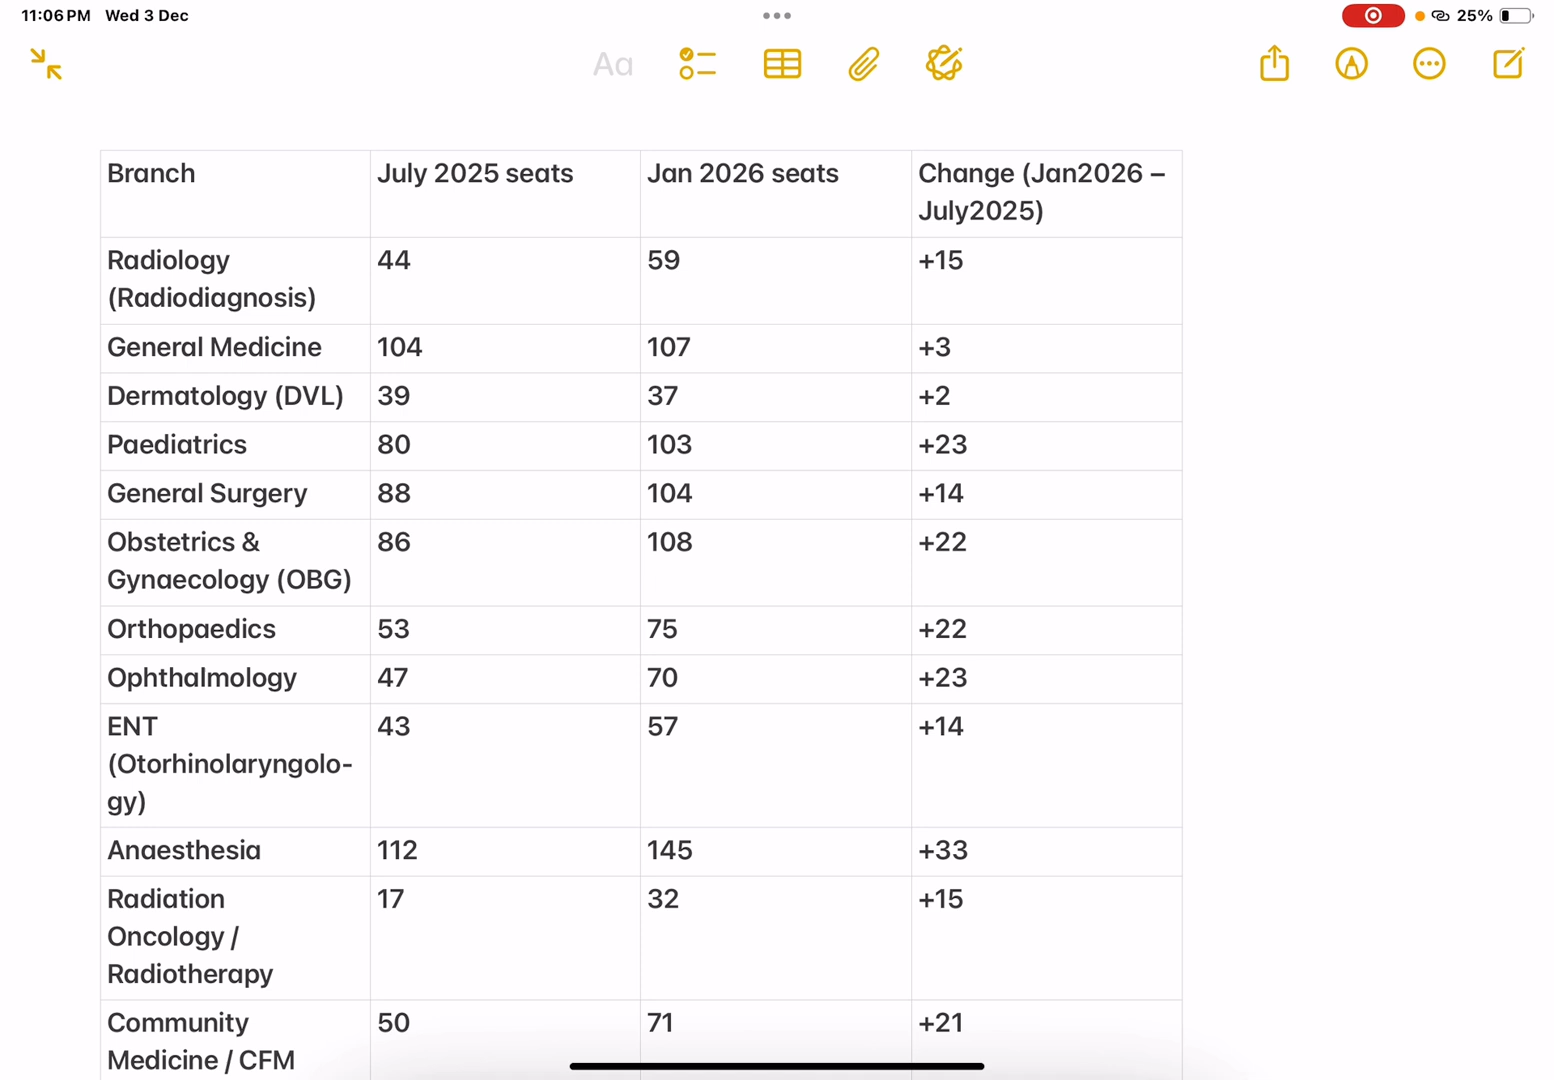 11:06 PM Wed 3 Dec
25%
Aa
Branch July 2025 seats Jan 2026 seats Change (Jan2026 –
July2025)
Radiology 44 59 +15
(Radiodiagnosis)
General Medicine 104 107 +3
Dermatology (DVL) 39 37 +2
Paediatrics 80 103 +23
General Surgery 88 104 +14
Obstetrics & 86 108 +22
Gynaecology (OBG)
Orthopaedics 53 75 +22
Ophthalmology 47 70 +23
ENT 43 57 +14
(Otorhinolaryngolo-
gy)
Anaesthesia 112 145 +33
Radiation 17 32 +15
Oncology /
Radiotherapy
Community 50 71 +21
Medicine / CFM